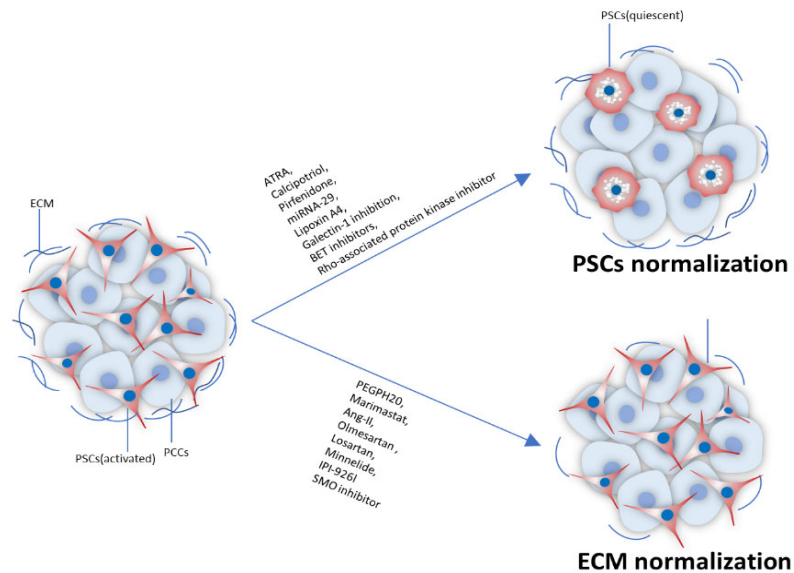 PSCs(quiescent)
ATRA,
Calcipotriol,
Pirfenidone,
miRNA-29,
Lipoxin A4,
Galectin-1 inhibition,
BET inhibitors,
Rho-associated protein kinase inhibitor
ECM
PSCs normalization
PEGPH20,
Marimastat,
Ang-II,
Olmesartan ,
Losartan,
Minnelide,
IPI-926I
SMO inhibitor
PSCs(activated)
PCCs
ECM normalization